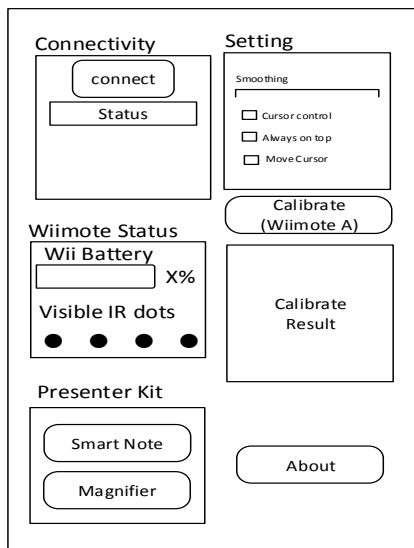 Connectivity
connect
Status
Setting
Smoothing
Cursor control
Always on top
Move Cursor
Calibrate
(Wiimote A)
Wiimote Status
Wii Battery
X%
Visible IR dots
Calibrate
Result
Presenter Kit
Smart Note
Magnifier
About